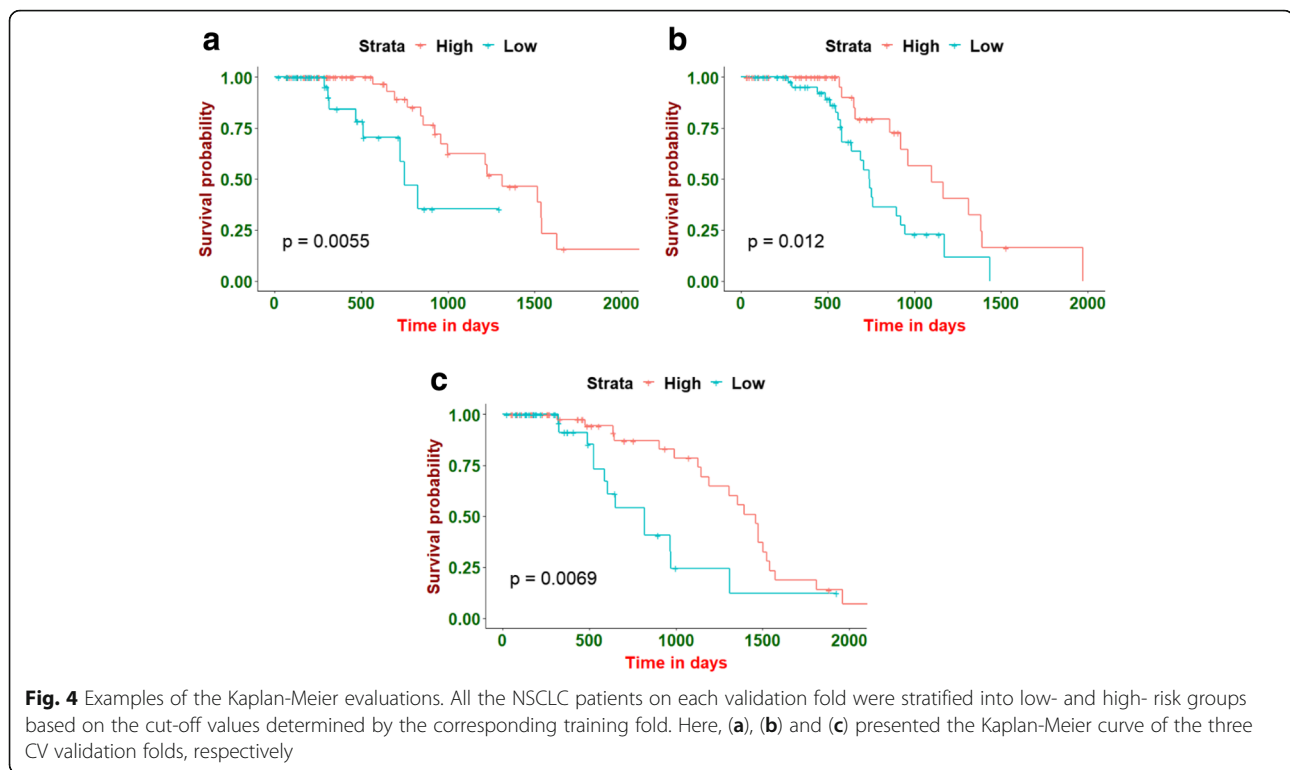 a
Strata High Low
1.00
0.75
0.50
0.25
0.00
Survival probability
p = 0.0055
0 500 1000 1500 2000
Time in days
b
Strata High Low
1.00
0.75
0.50
0.25
0.00
Survival probability
p = 0.012
0 500 1000 1500 2000
Time in days
c
Strata High Low
1.00
0.75
0.50
0.25
0.00
Survival probability
p = 0.0069
0 500 1000 1500 2000
Time in days
Fig. 4 Examples of the Kaplan-Meier evaluations. All the NSCLC patients on each validation fold were stratified into low- and high- risk groups
based on the cut-off values determined by the corresponding training fold. Here, (a), (b) and (c) presented the Kaplan-Meier curve of the three
CV validation folds, respectively